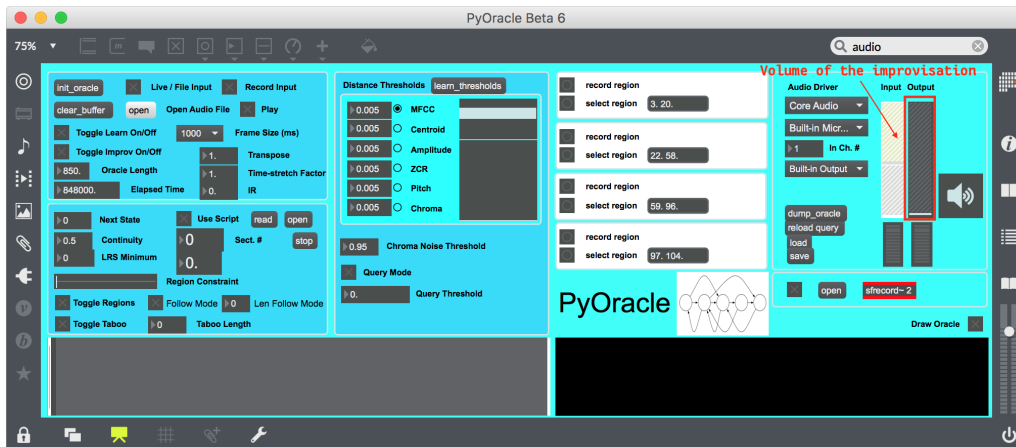 PyOracle Beta 6
75%
audio
Volume of the improvisation
init_oracle Live / File Input Record Input
clear_buffer open Open Audio File Play
Toggle Learn On/Off 1000 Frame Size (ms)
Toggle Improv On/Off 1. Transpose
850. Oracle Length 1. Time-stretch Factor
848000. Elapsed Time 0. IR
0 Next State Use Script read open
0.5 Continuity 0 Sect. # stop
0 LRS Minimum 0.
Region Constraint
Toggle Regions Follow Mode 0 Len Follow Mode
Toggle Taboo 0 Taboo Length
Distance Thresholds learn_thresholds
0.005 MFCC
0.005 Centroid
0.005 Amplitude
0.005 ZCR
0.005 Pitch
0.005 Chroma
0.95 Chroma Noise Threshold
Query Mode
0. Query Threshold
record region
select region 3. 20.
record region
select region 22. 58.
record region
select region 59. 96.
record region
select region 97. 104.
PyOracle
Audio Driver Input Output
Core Audio
Built-in Micr...
1 In Ch. #
Built-in Output
dump_oracle
reload query
load
save
open sfrecord~ 2
Draw Oracle